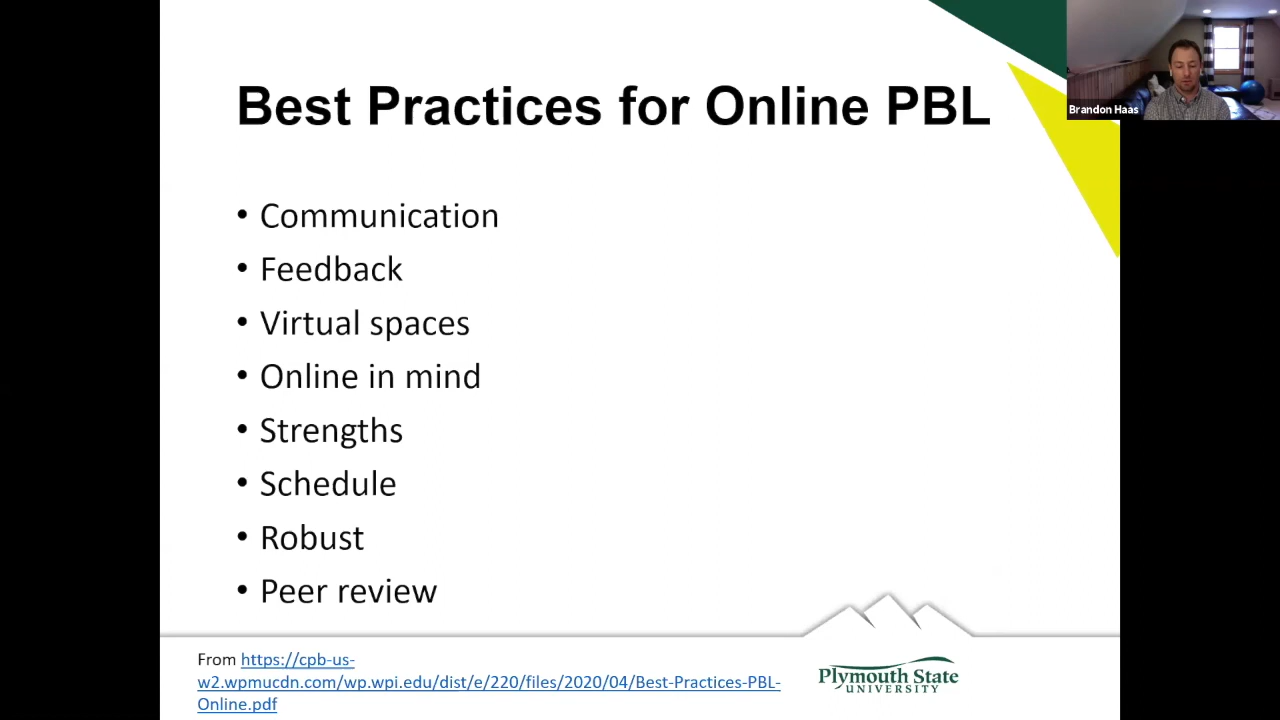 Best Practices for Online PBL
Brandon Haas
• Communication
• Feedback
• Virtual spaces
• Online in mind
• Strengths
• Schedule
• Robust
• Peer review
From https://cpb-us-
w2.wpmucdn.com/wp.wpi.edu/dist/e/220/files/2020/04/Best-Practices-PBL-
Online.pdf
Plymouth State
UNIVERSITY